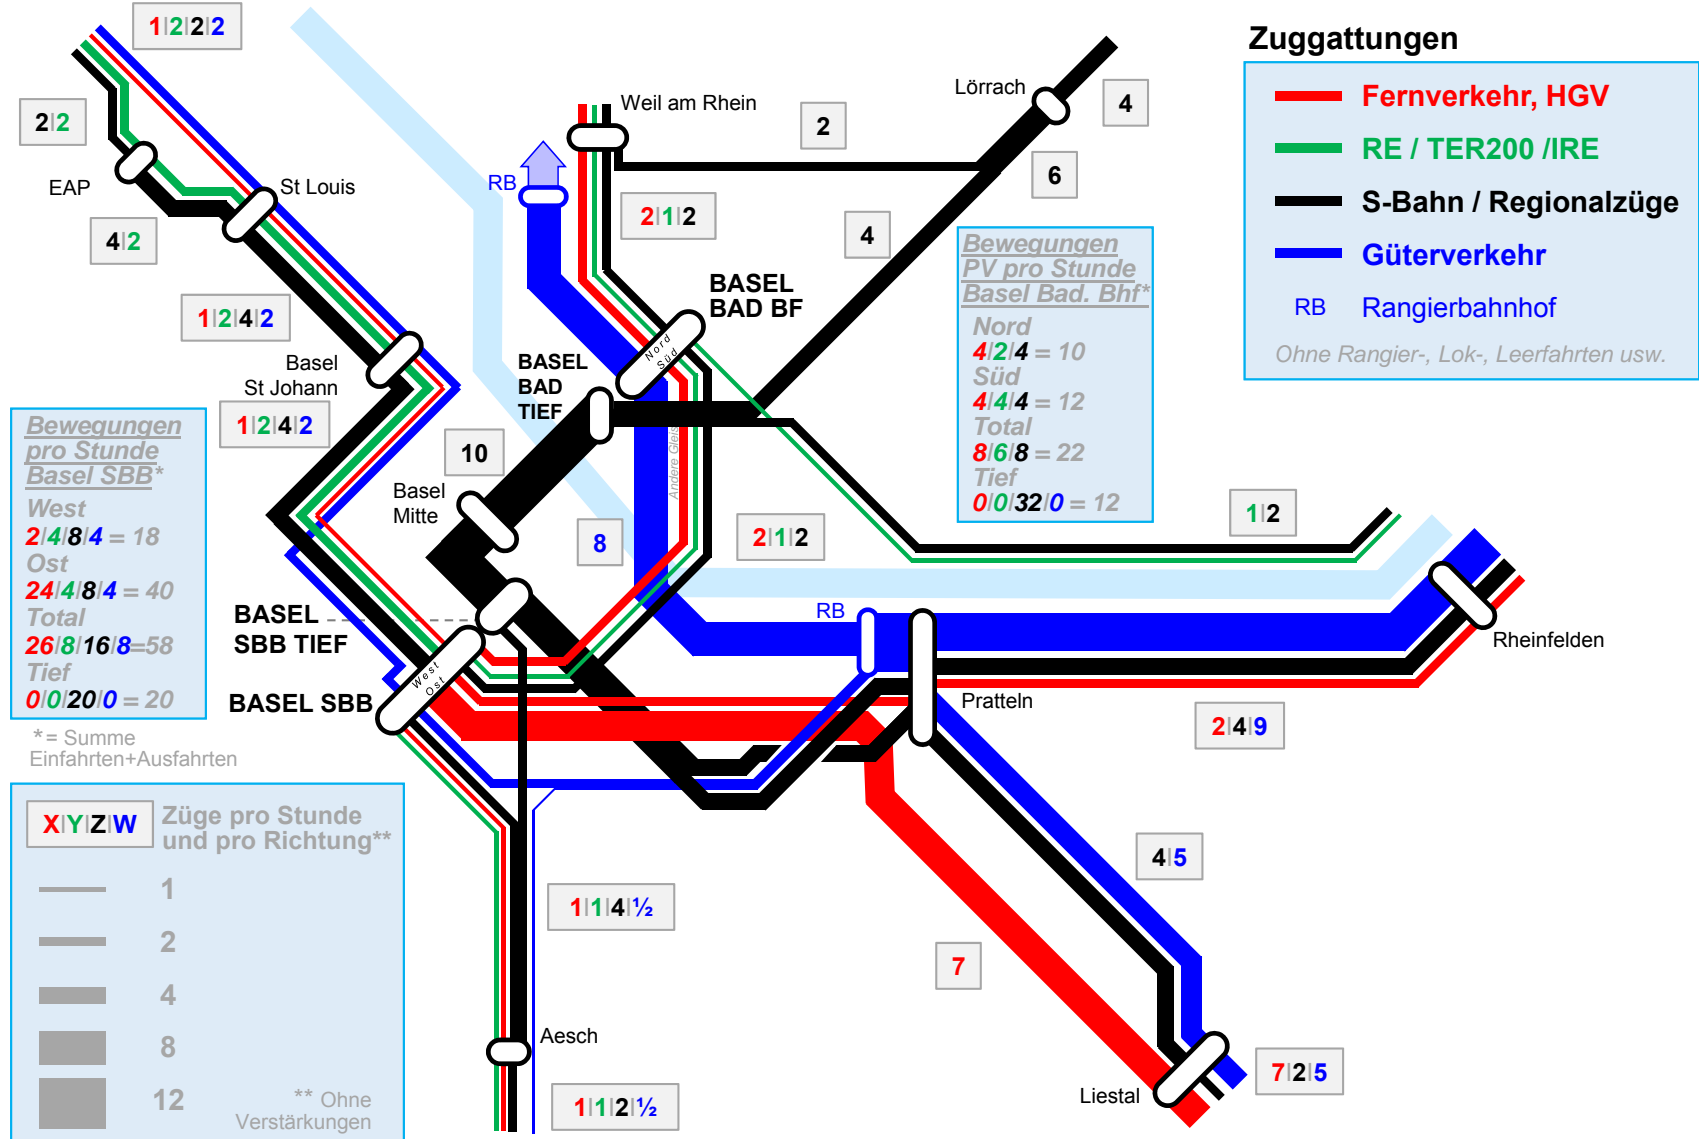 1|2|2|2
Zuggattungen
Fernverkehr, HGV
RE / TER200 /IRE
S-Bahn / Regionalzüge
Güterverkehr
RB Rangierbahnhof
Ohne Rangier-, Lok-, Leerfahrten usw.
2|2
EAP
St Louis
4|2
1|2|4|2
Basel
St Johann
1|2|4|2
Weil am Rhein
RB
2|1|2
2
Lörrach
4
6
4
BASEL
BAD BF
Nord
Süd
BASEL
BAD
TIEF
Bewegungen
PV pro Stunde
Basel Bad. Bhf*
Nord
4/2/4 = 10
Süd
4/4/4 = 12
Total
8/6/8 = 22
Tief
0/0/32/0 = 12
Bewegungen
pro Stunde
Basel SBB*
West
2/4/8/4 = 18
Ost
24/4/8/4 = 40
Total
26/8/16/8=58
Tief
0/0/20/0 = 20
*= Summe
Einfahrten+Ausfahrten
10
Basel
Mitte
Andere Gleis
8
2|1|2
1|2
BASEL
SBB TIEF
West
Ost
BASEL SBB
RB
Pratteln
Rheinfelden
2|4|9
X|Y|Z|W
Züge pro Stunde
und pro Richtung**
1
2
4
8
12
** Ohne
Verstärkungen
1|1|4|½
Aesch
1|1|2|½
7
4|5
Liestal
7|2|5